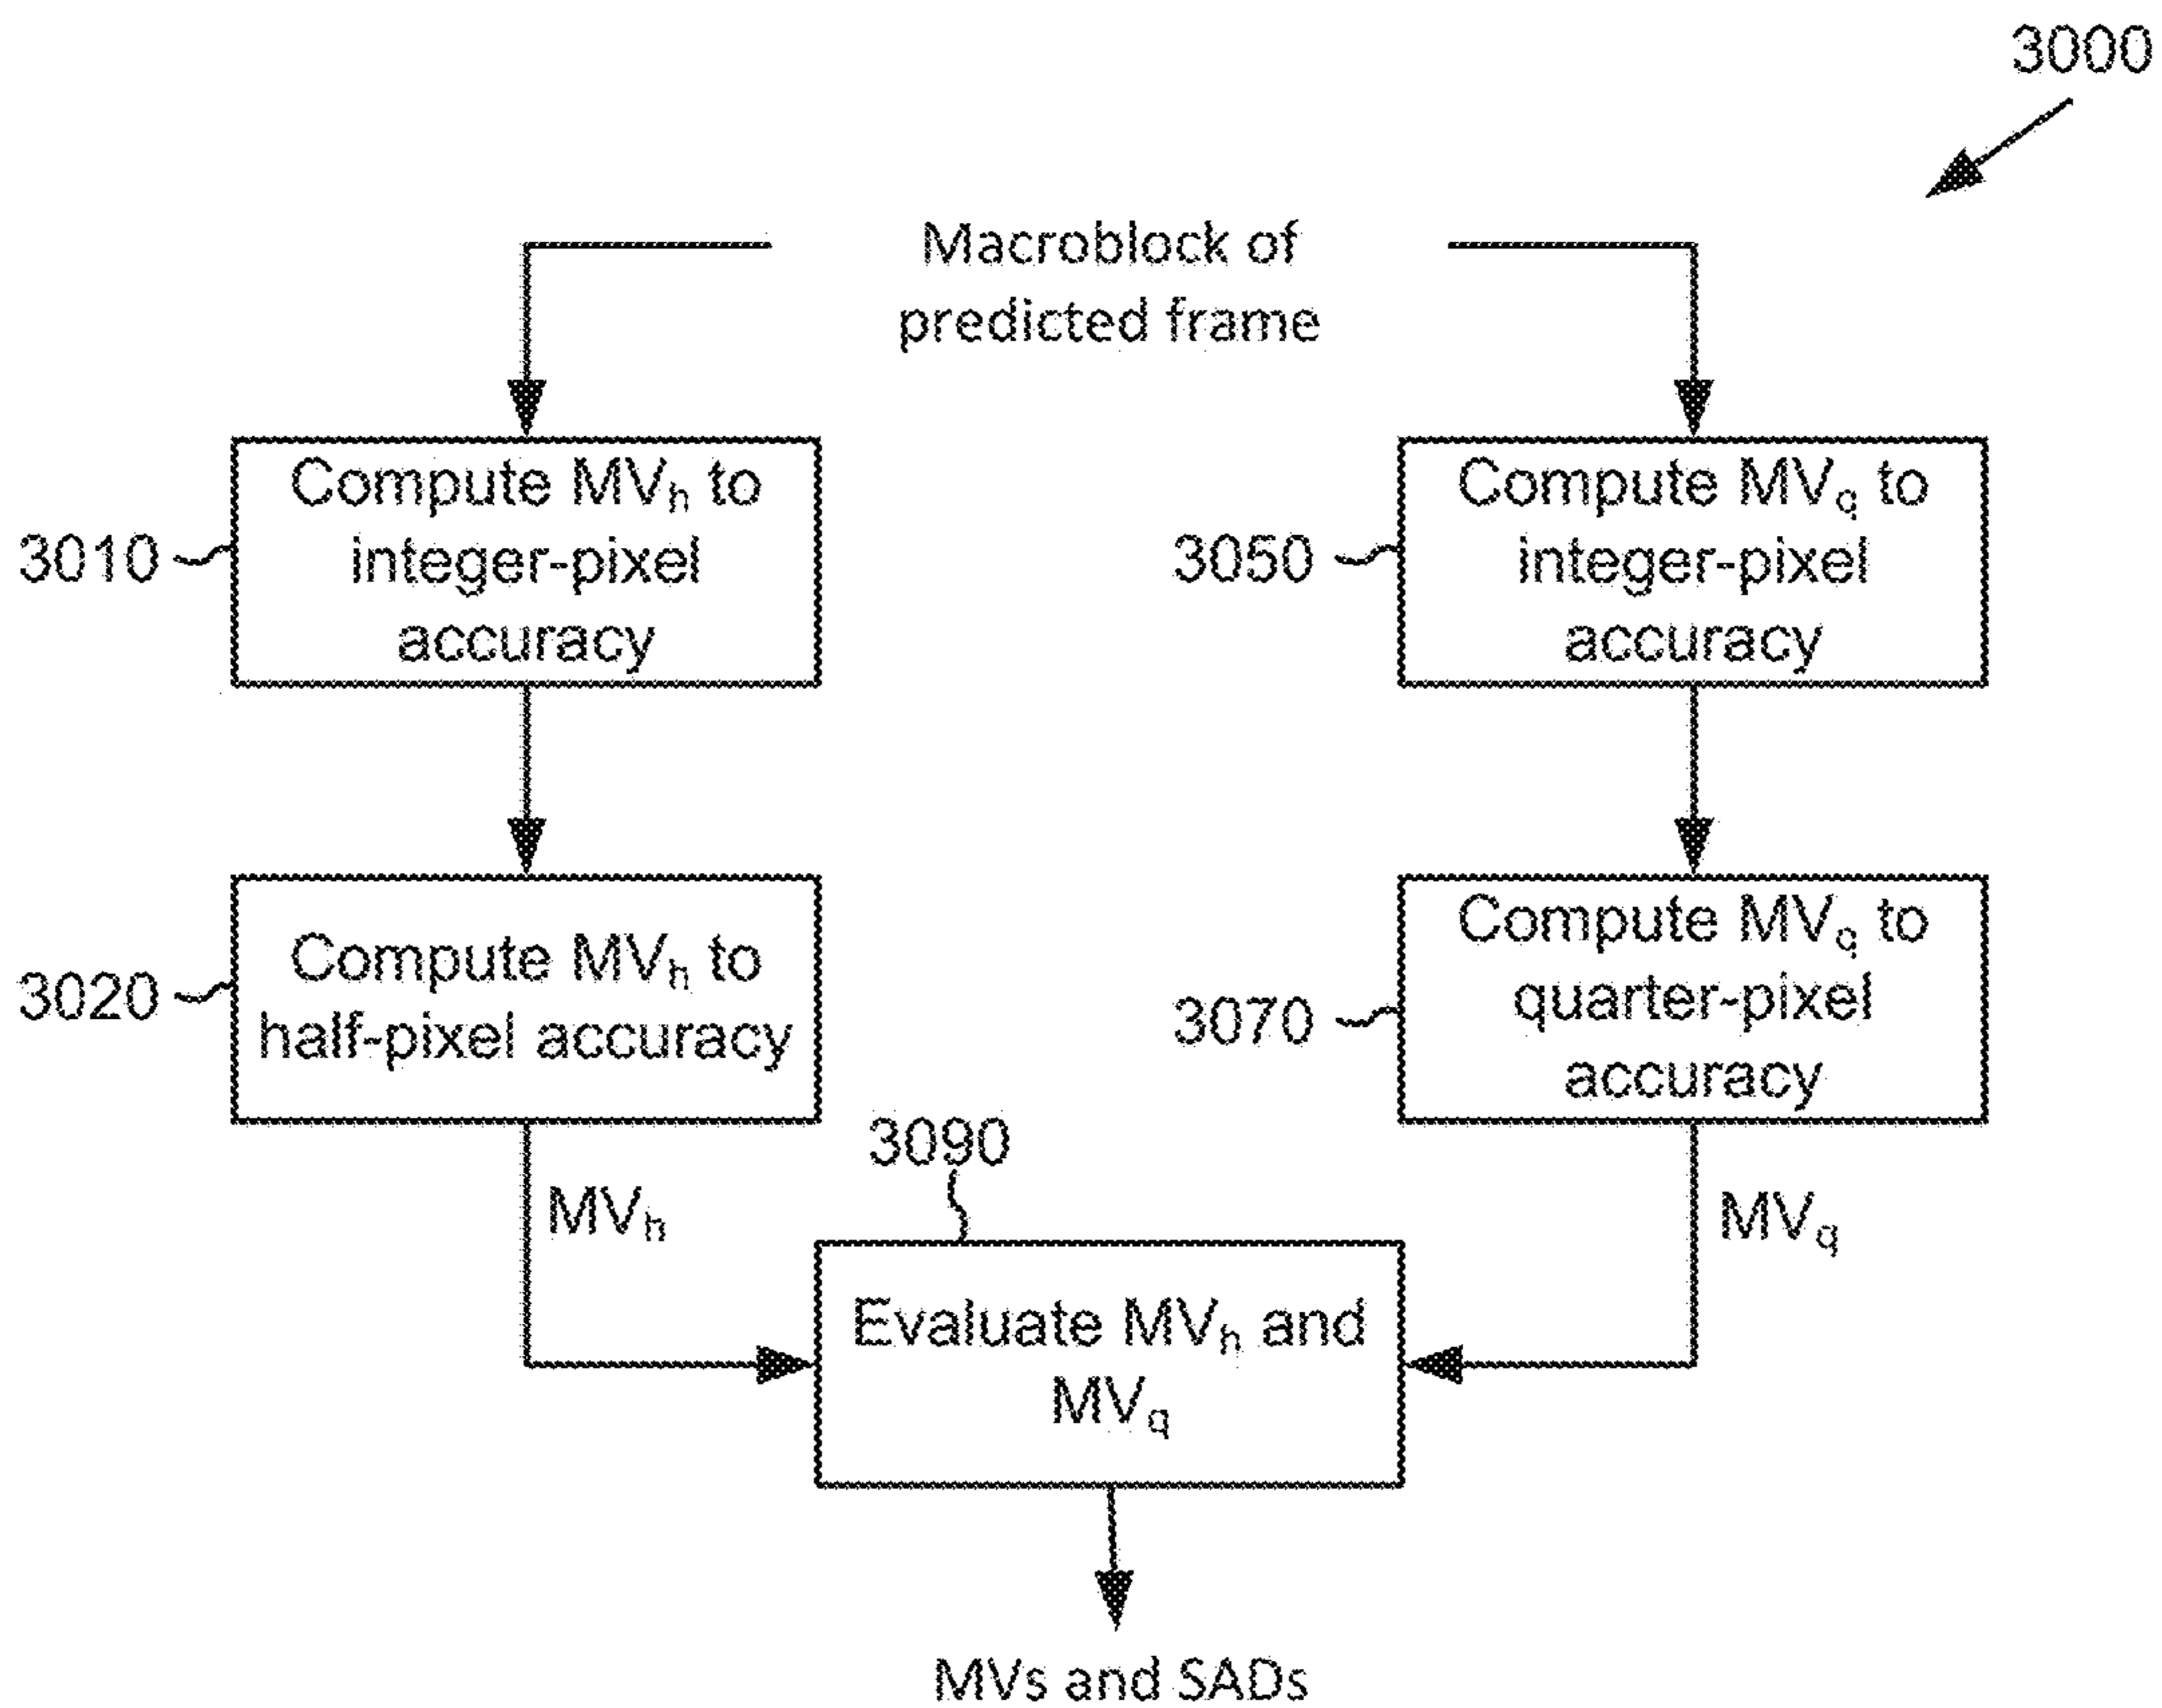 3000
Macroblock of
predicted frame
3010
Compute MVh to
integer-pixel
accuracy
3050
Compute MVq to
integer-pixel
accuracy
3020
Compute MVh to
half-pixel accuracy
3070
Compute MVq to
quarter-pixel
accuracy
3090
MVh
MVq
Evaluate MVh and
MVq
MVs and SADs